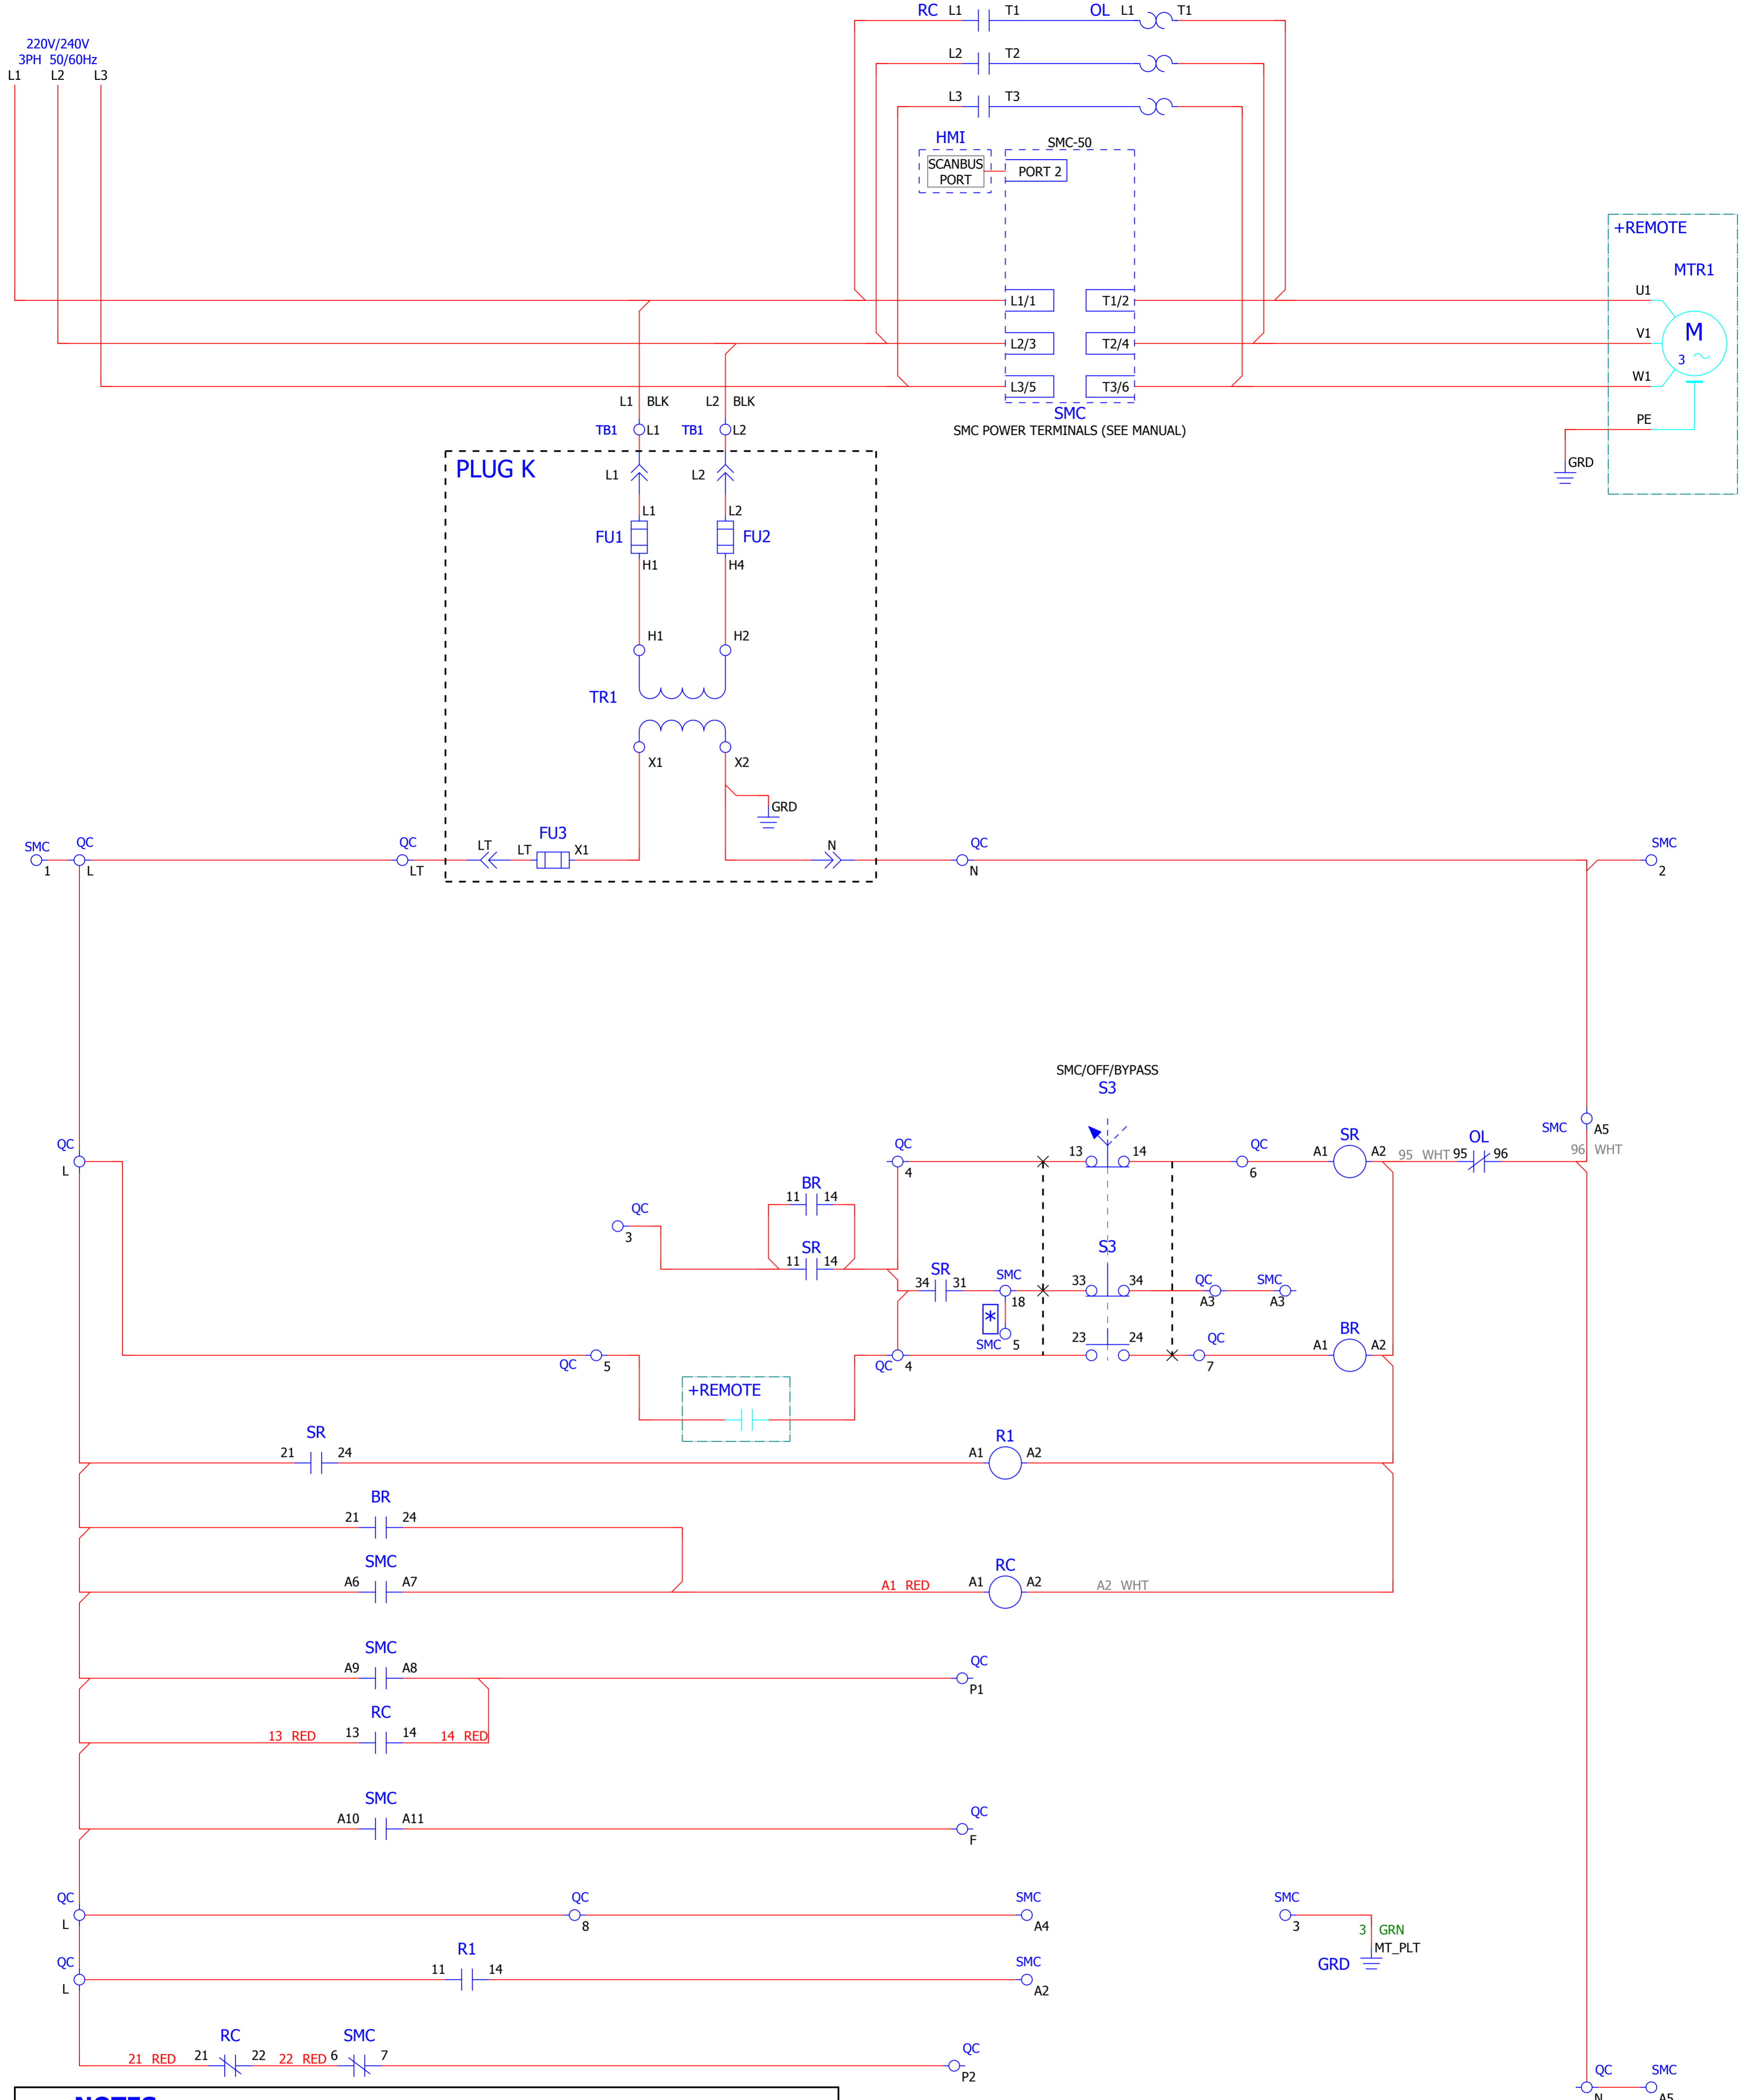 RC L1 T1 OL L1 T1
220V/240V
3PH 50/60Hz
L1 L2 L3
L2 T2
L3 T3
HMI
SMC-50
SCANBUS
PORT
PORT 2
+REMOTE
MTR1
L1/1 T1/2 U1
M
3
L2/3 T2/4 V1
L3/5 T3/6 W1
L1 BLK L2 BLK
SMC
PE
TB1 L1 TB1 L2
SMC POWER TERMINALS (SEE MANUAL)
GRD
PLUG K
L1 L2
L1 L2
FU1 FU2
H1 H4
H1 H2
TR1
X1 X2
GRD
SMC QC QC FU3 QC SMC
LT LT X1 N
1 L LT N 2
SMC/OFF/BYPASS
S3
SMC A5
QC QC 13 14 QC SR OL
L 4 6 A1 A2 95 WHT 95 96 96 WHT
BR
11 14
QC
3
SR S3
11 14
SR SMC QC SMC
34 31 18 33 34 A3 A3
*
SMC 5 23 24 QC BR
QC 5 QC 4 7 A1 A2
+REMOTE
SR R1
21 24 A1 A2
BR
21 24
SMC RC
A6 A7 A1 RED A1 A2 A2 WHT
SMC QC
A9 A8 P1
RC
13 RED 13 14 14 RED
SMC QC
A10 A11 F
QC QC SMC SMC
L 8 A4 3
3 GRN
MT_PLT
GRD
QC R1 SMC
L 11 14 A2
RC SMC QC
21 RED 21 22 22 RED 6 7 P2
QC SMC
N A5
NOTES